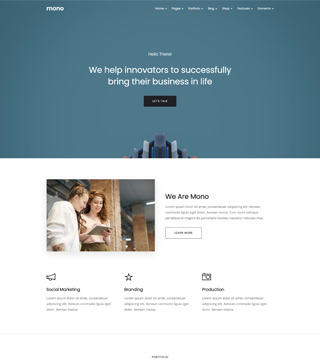 mono
Home Pages Portfolio Blog Shop Features Elements
Hello There!
We help innovators to successfully
bring their business in life
LET'S TALK
We Are Mono
Lorem ipsum dolor sit amet, consectetuer adipiscing elit. Aenean
commodo ligula eget dolor. Aenean massa. Cum sociis natoque
penatibus et magnis dis parturient montes, nascetur ridiculus mus.
LEARN MORE
Social Marketing Branding Production
Lorem ipsum dolor sit amet, consectetuer
adipiscing elit. Aenean commodo ligula eget
dolor. Aenean massa.
Lorem ipsum dolor sit amet, consectetuer
adipiscing elit. Aenean commodo ligula eget
dolor. Aenean massa.
Lorem ipsum dolor sit amet, consectetuer
adipiscing elit. Aenean commodo ligula eget
dolor. Aenean massa.
PORTFOLIO